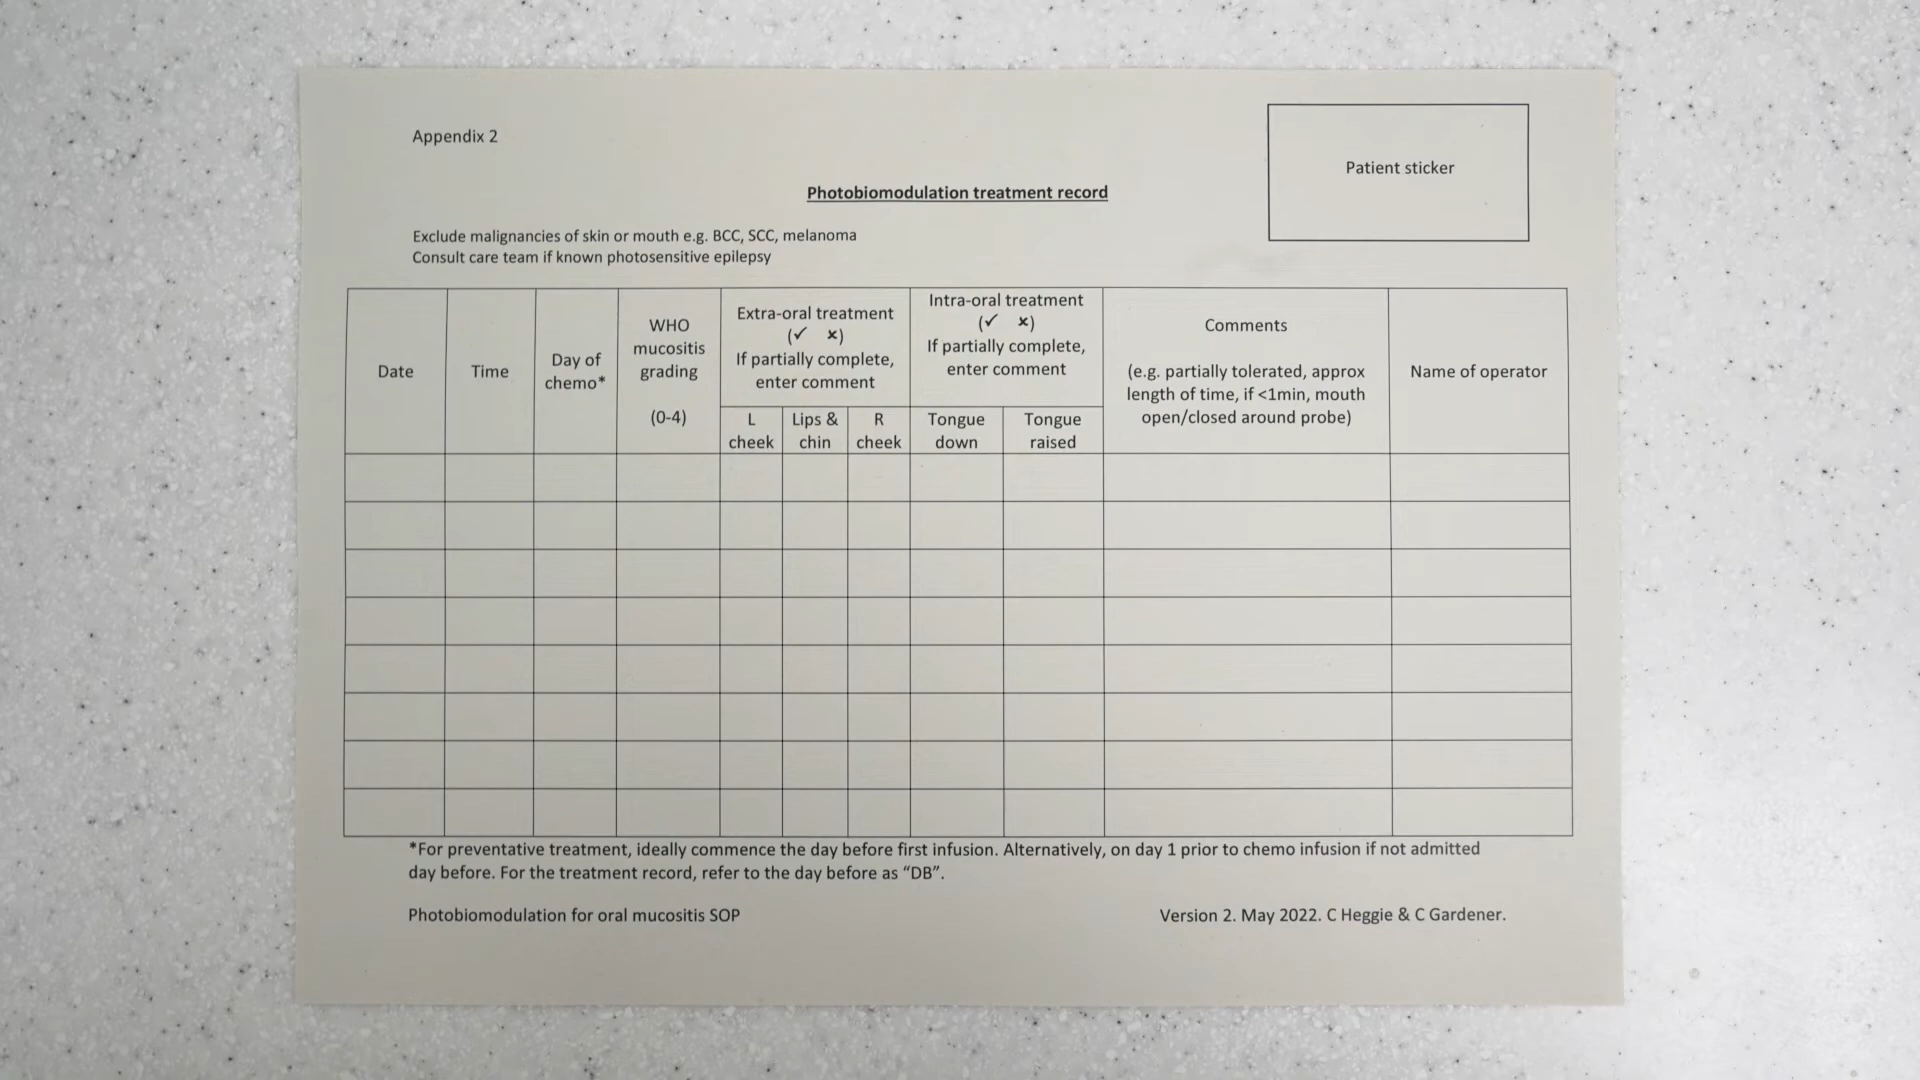 Appendix 2
Patient sticker
Photobiomodulation treatment record
Exclude malignancies of skin or mouth e.g. BCC, SCC, melanoma
Consult care team if known photosensitive epilepsy
Date
Time
Day of
chemo*
WHO
mucositis
grading
(0-4)
Extra-oral treatment
(✓ ×)
If partially complete,
enter comment
L
cheek
Lips &
chin
R
cheek
Intra-oral treatment
(✓ ×)
If partially complete,
enter comment
Tongue
down
Tongue
raised
Comments
(e.g. partially tolerated, approx
length of time, if <1min, mouth
open/closed around probe)
Name of operator
*For preventative treatment, ideally commence the day before first infusion. Alternatively, on day 1 prior to chemo infusion if not admitted
day before. For the treatment record, refer to the day before as “DB”.
Photobiomodulation for oral mucositis SOP
Version 2. May 2022. C Heggie & C Gardener.